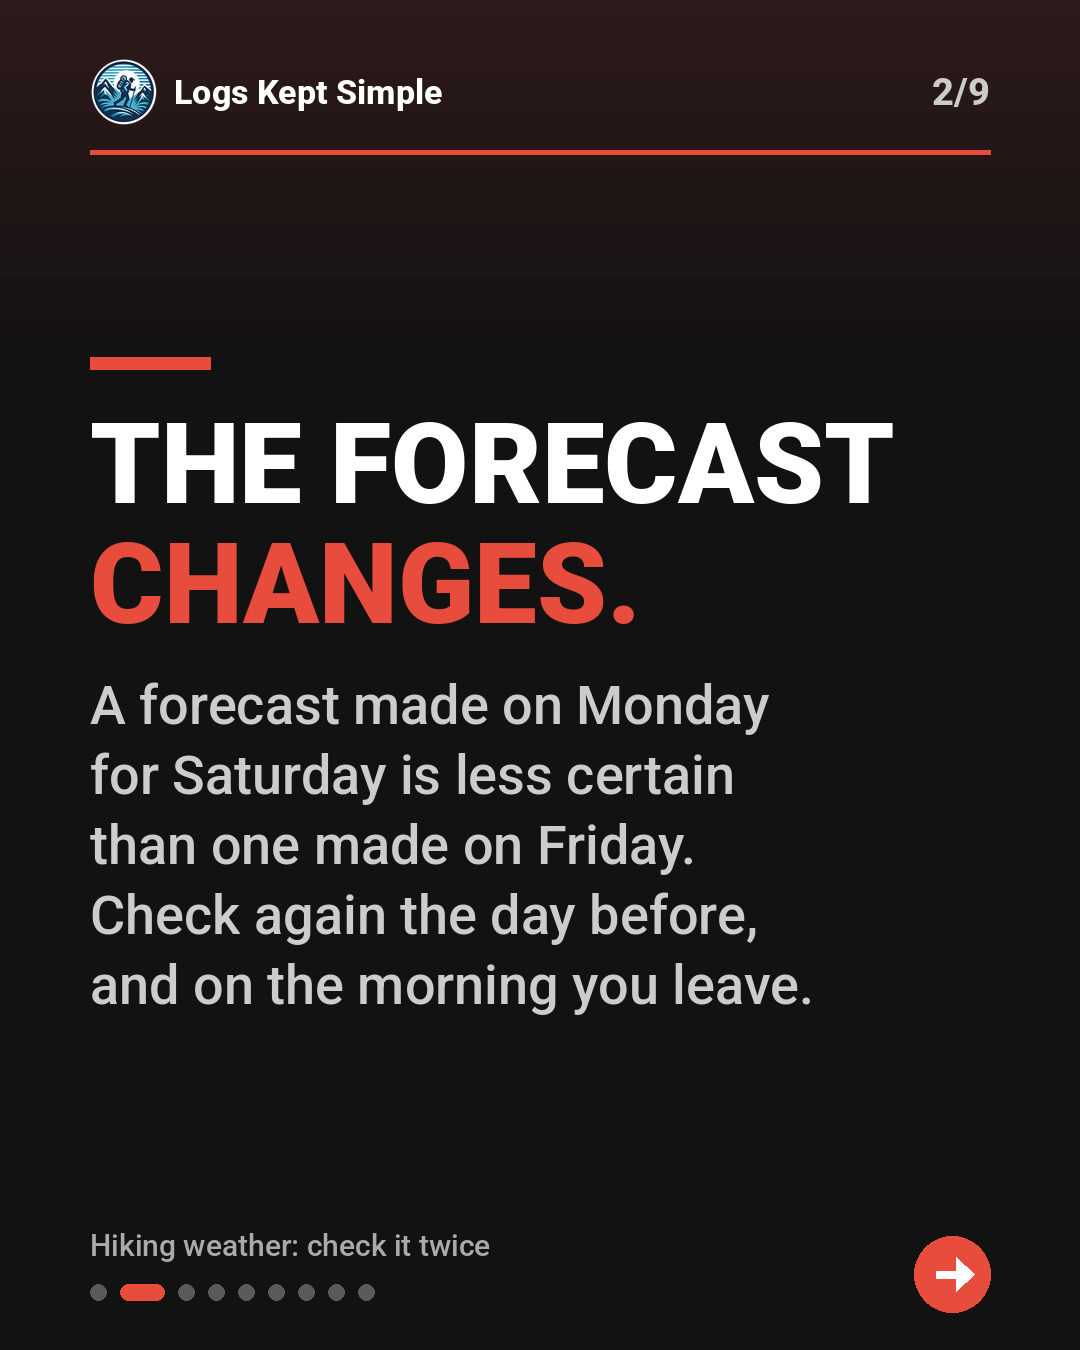 Logs Kept Simple
2/9
THE FORECAST
CHANGES.
A forecast made on Monday
for Saturday is less certain
than one made on Friday.
Check again the day before,
and on the morning you leave.
Hiking weather: check it twice